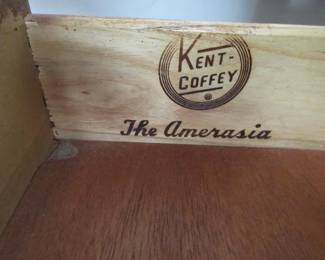 KENT-
COFFEY
The Amerasia